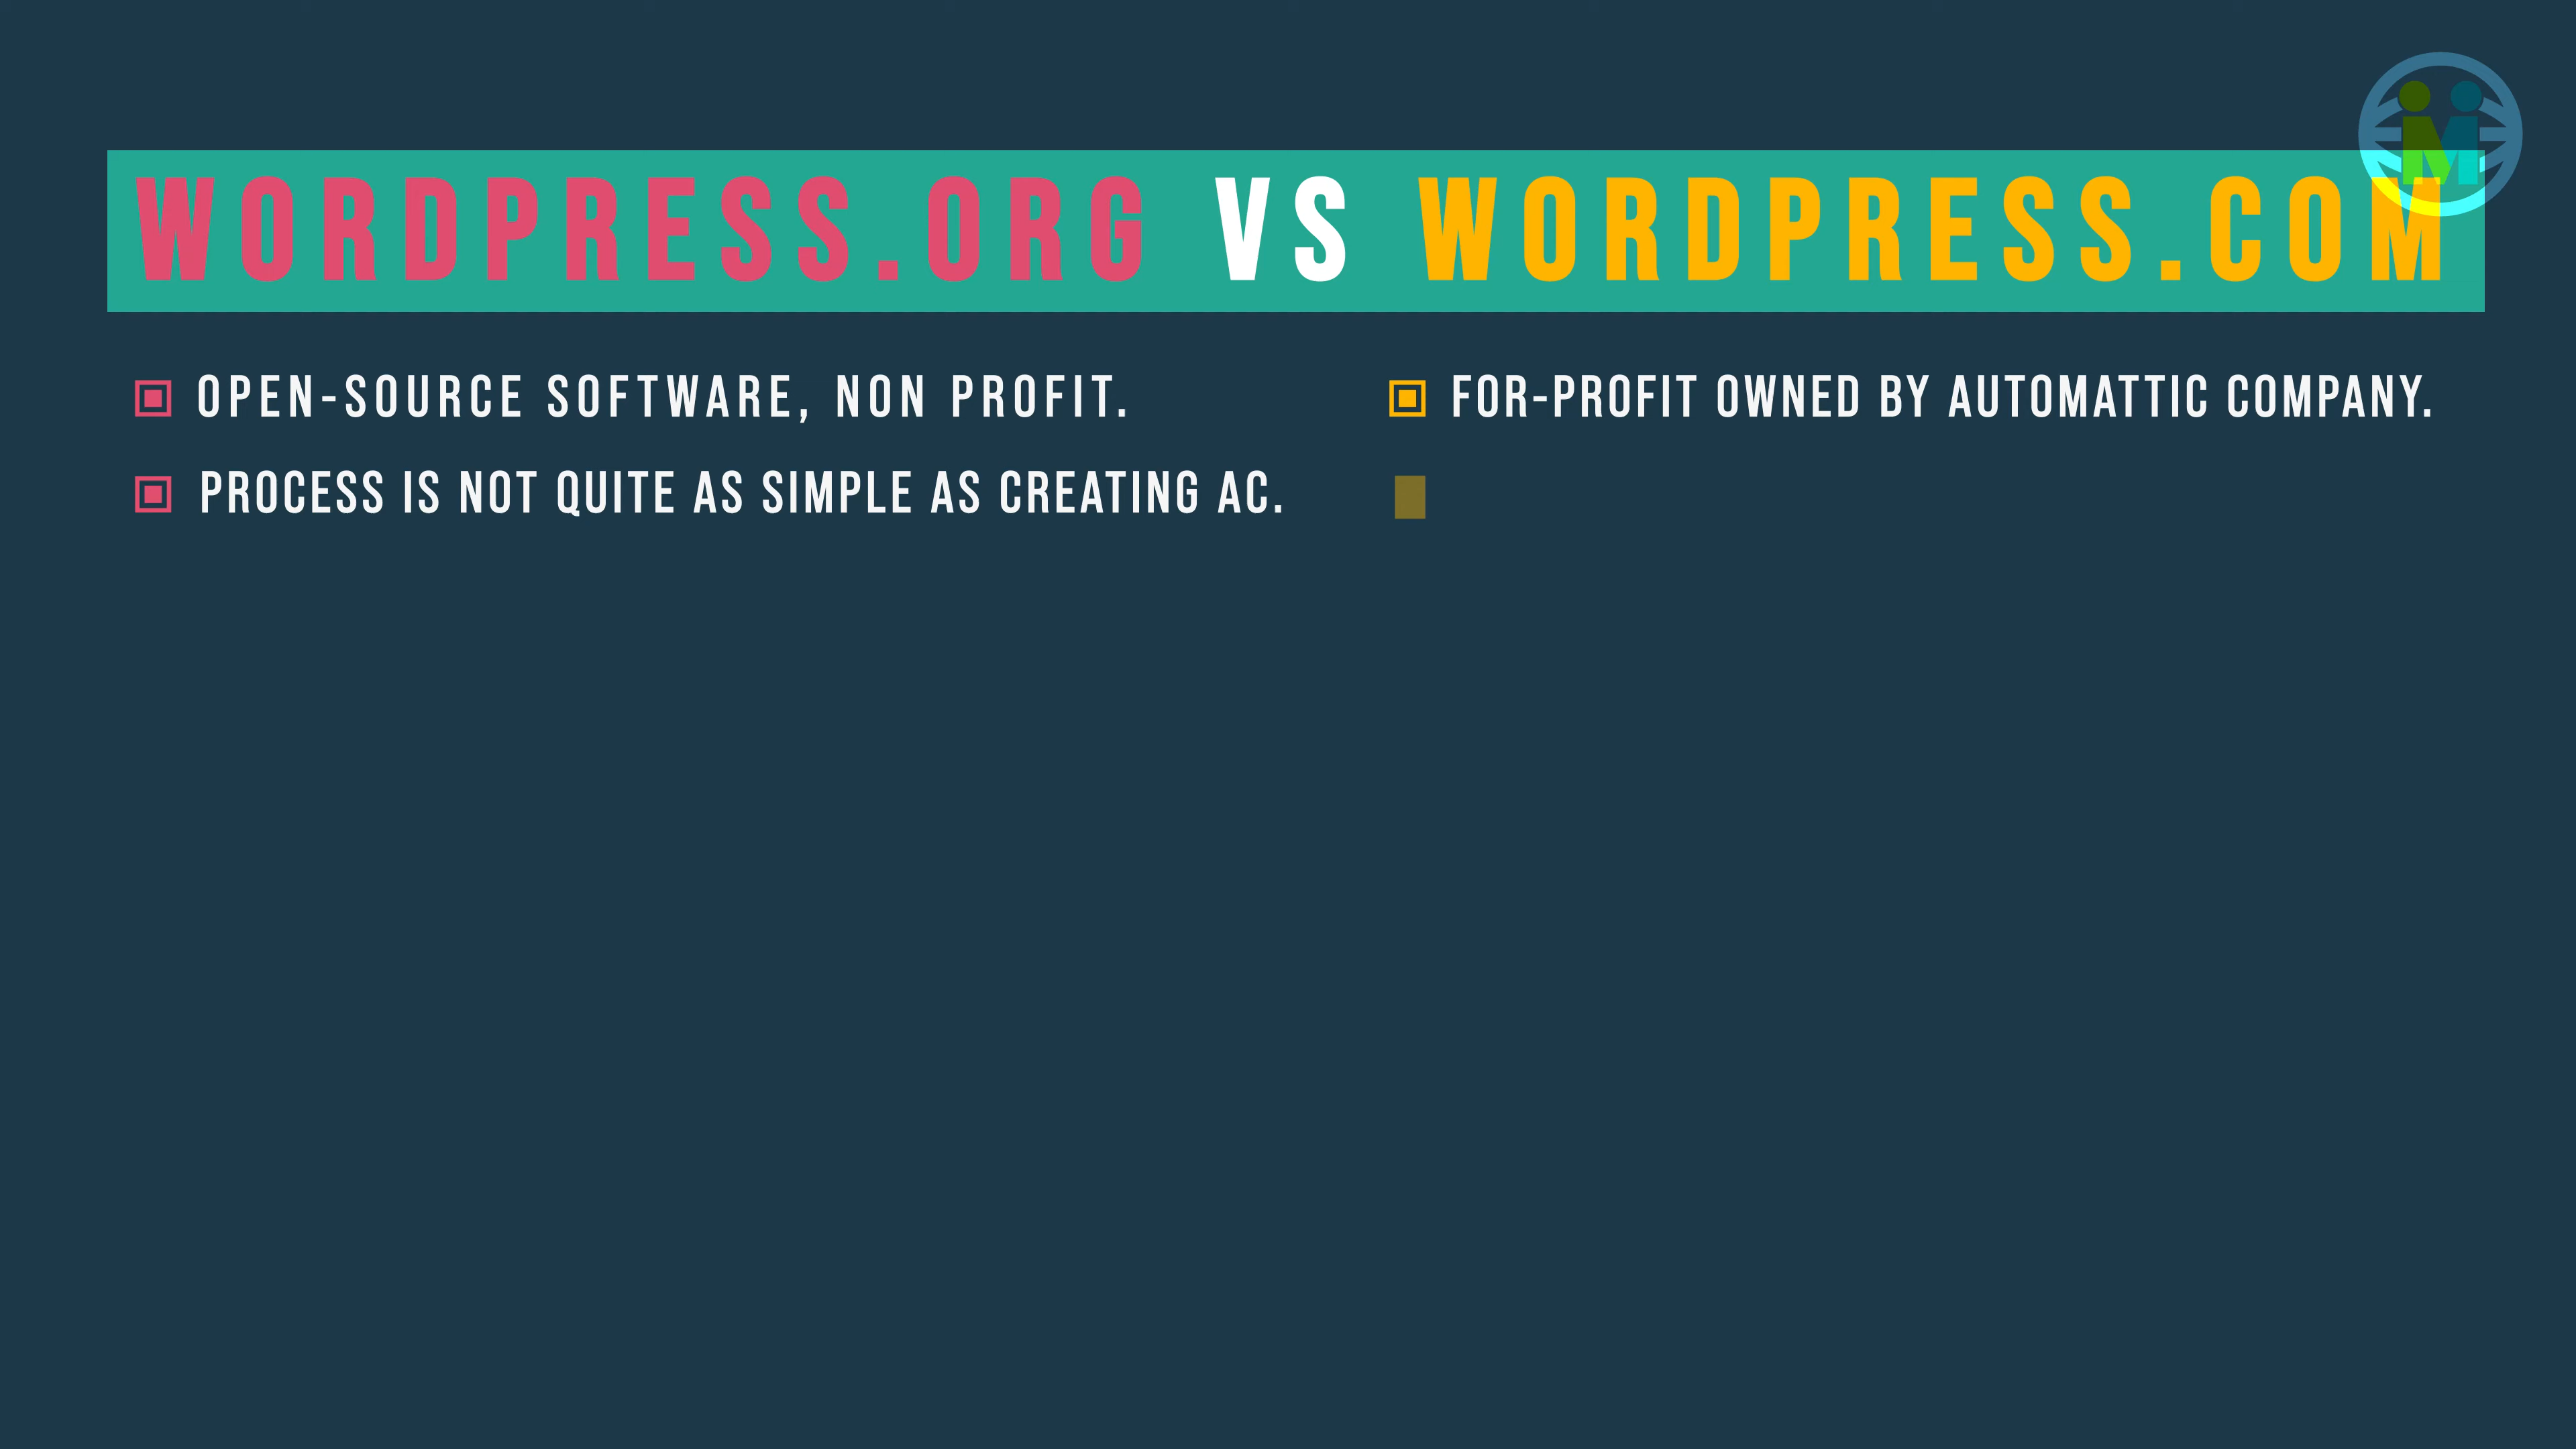 WORDPRESS.ORG VS WORDPRESS.COM
OPEN-SOURCE SOFTWARE, NON PROFIT.
FOR-PROFIT OWNED BY AUTOMATTIC COMPANY.
PROCESS IS NOT QUITE AS SIMPLE AS CREATING AC.